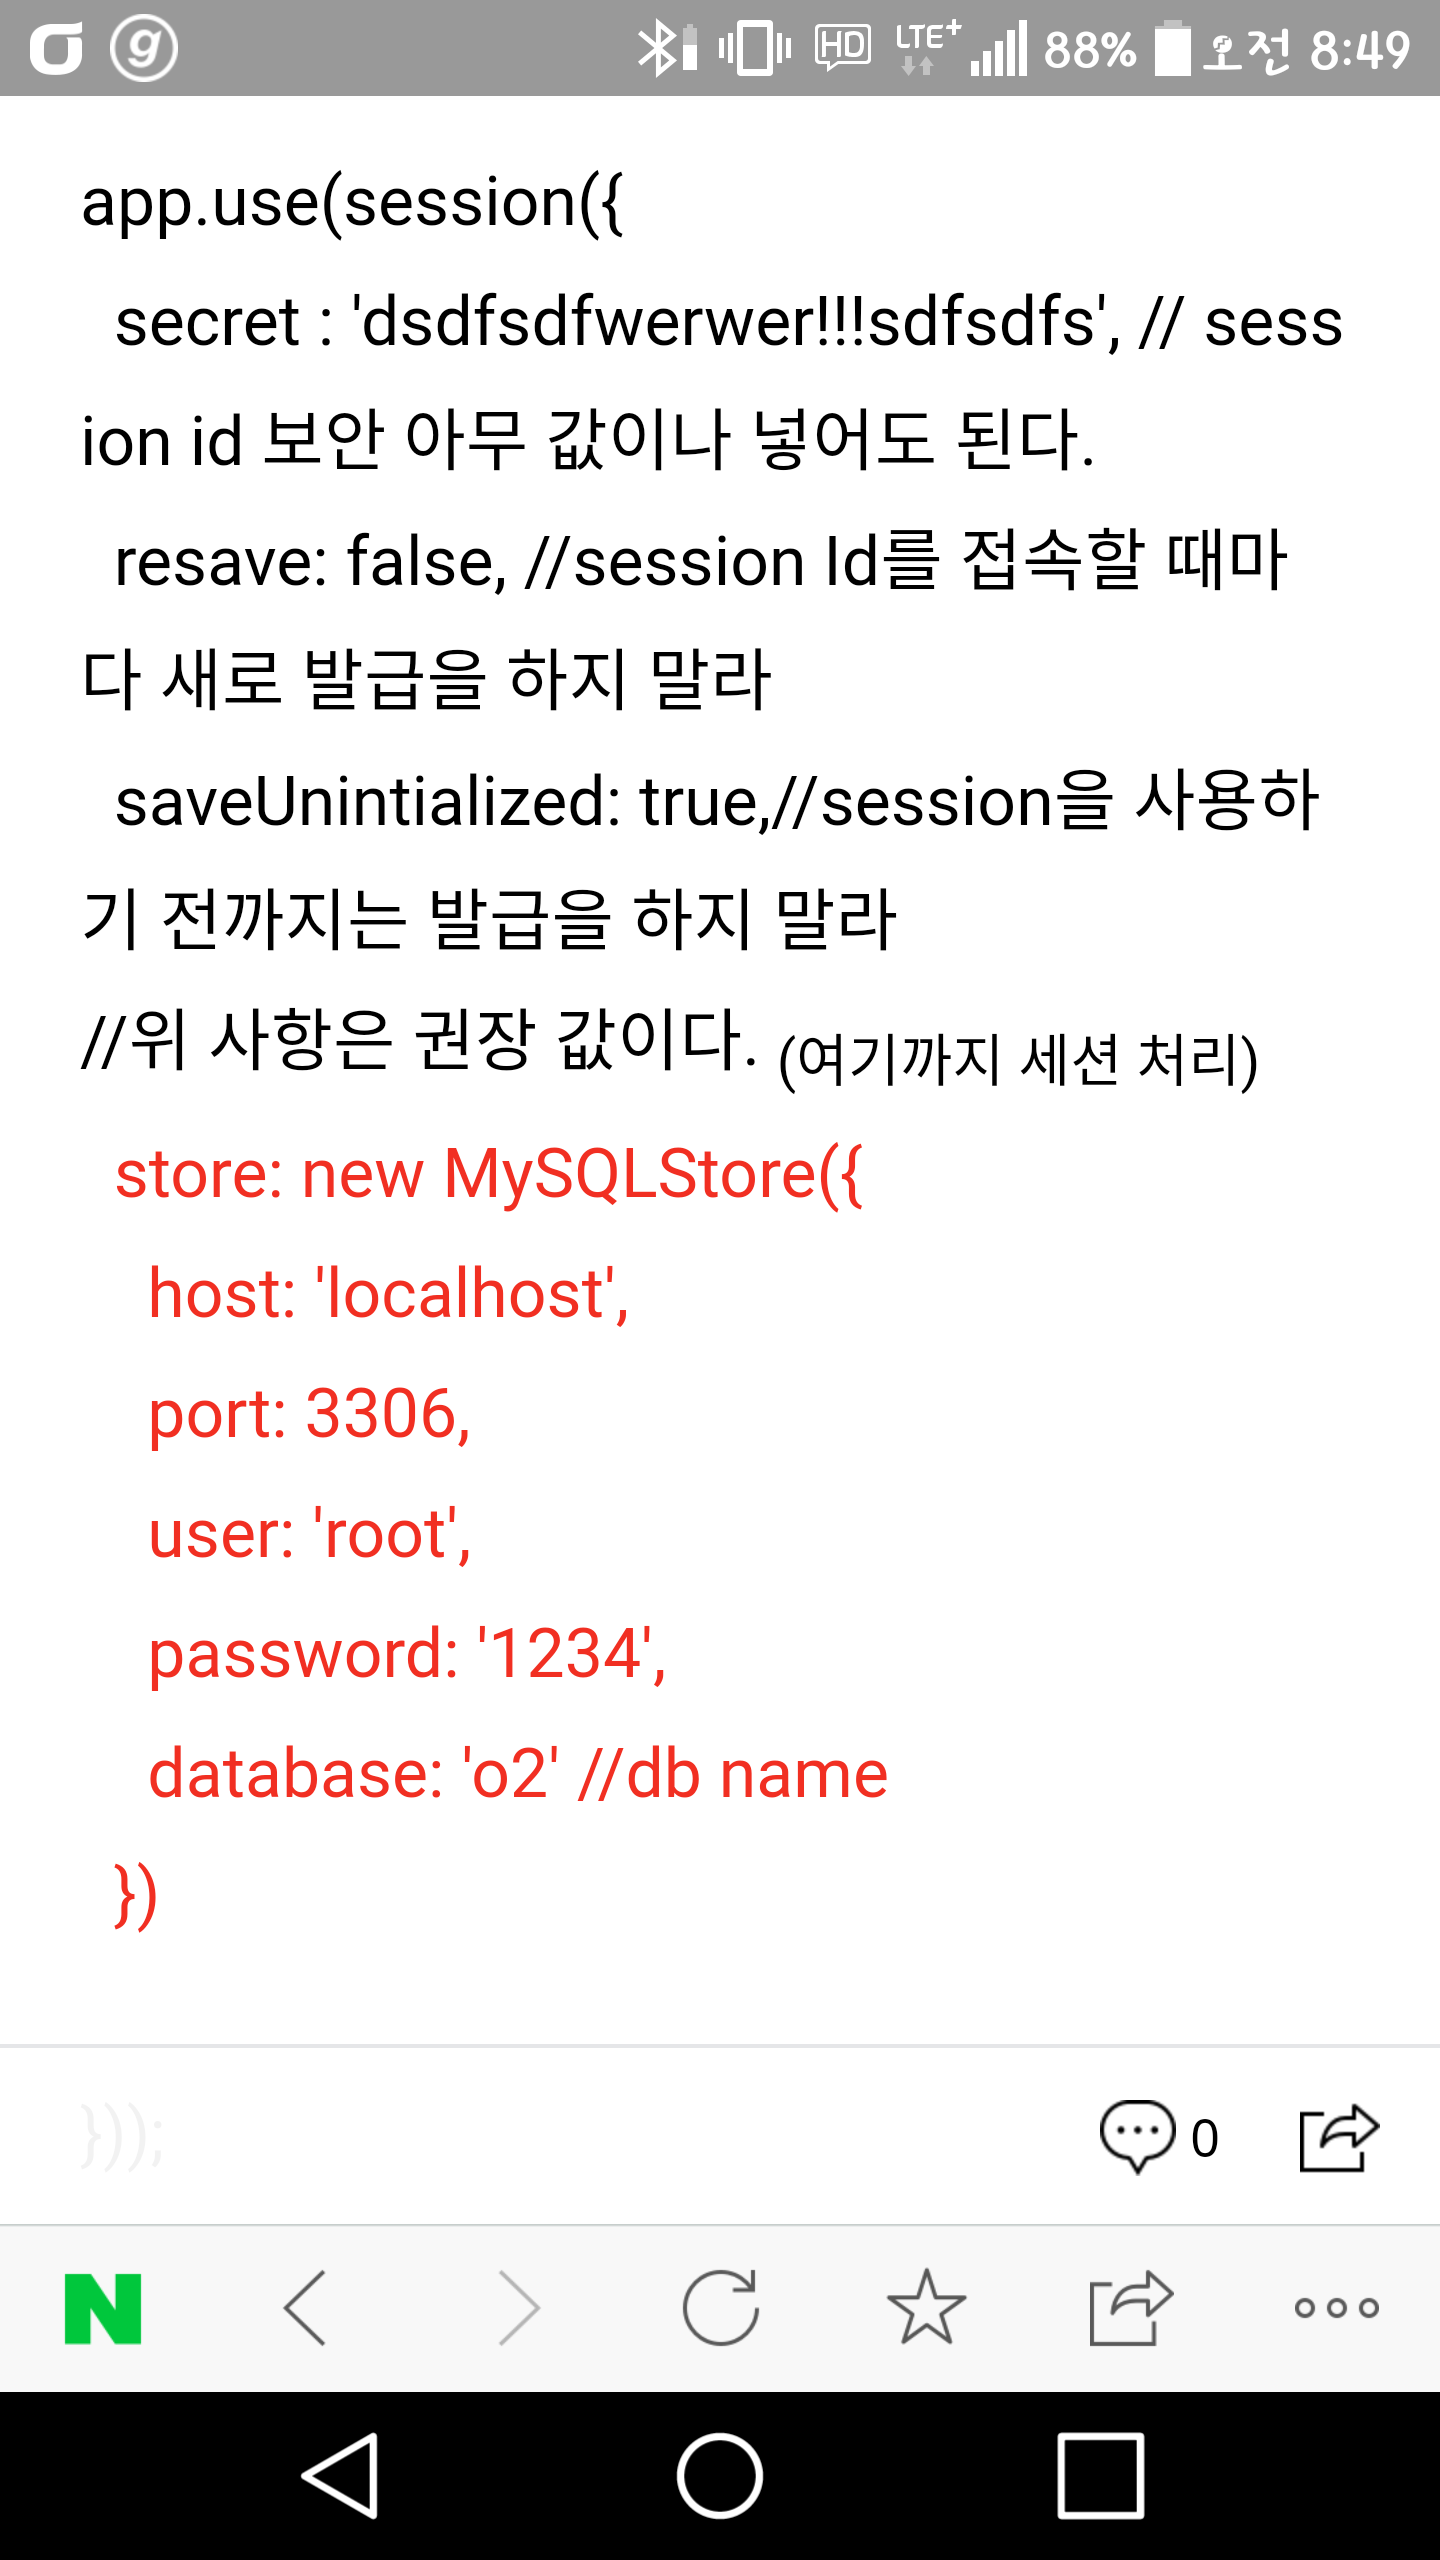 88% 오전 8:49
app.use(session({
secret : 'dsdfsdfwerwer!!!sdfsdfs', // sess
ion id 보안 아무 값이나 넣어도 된다.
resave: false, //session Id를 접속할 때마
다 새로 발급을 하지 말라
saveUnintialized: true,//session을 사용하
기 전까지는 발급을 하지 말라
//위 사항은 권장 값이다. (여기까지 세션 처리)
store: new MySQLStore({
host: 'localhost',
port: 3306,
user: 'root',
password: '1234',
database: 'o2' //db name
})
}));
0